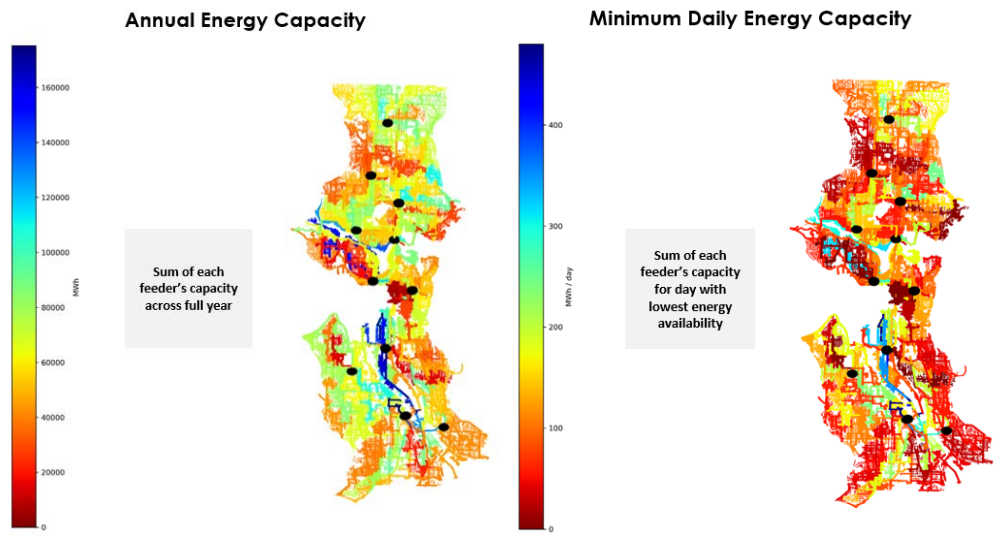 Annual Energy Capacity
160000
140000
120000
100000
80000
60000
40000
20000
0
MWh
Sum of each
feeder's capacity
across full year
Minimum Daily Energy Capacity
400
300
200
100
0
MWh / day
Sum of each
feeder's capacity
for day with
lowest energy
availability